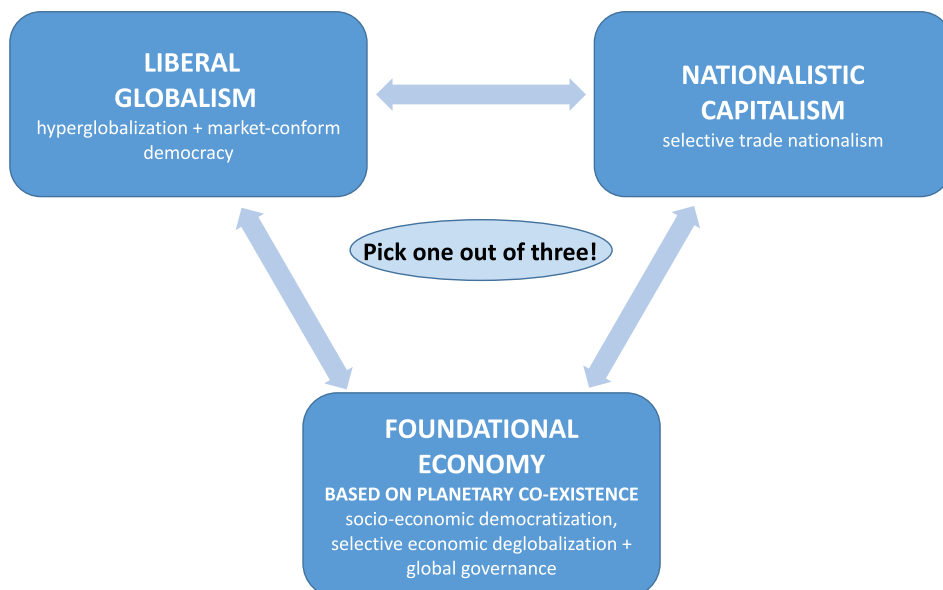 LIBERAL
GLOBALISM
hyperglobalization + market-conform
democracy
NATIONALISTIC
CAPITALISM
selective trade nationalism
Pick one out of three!
FOUNDATIONAL
ECONOMY
BASED ON PLANETARY CO-EXISTENCE
socio-economic democratization,
selective economic deglobalization +
global governance